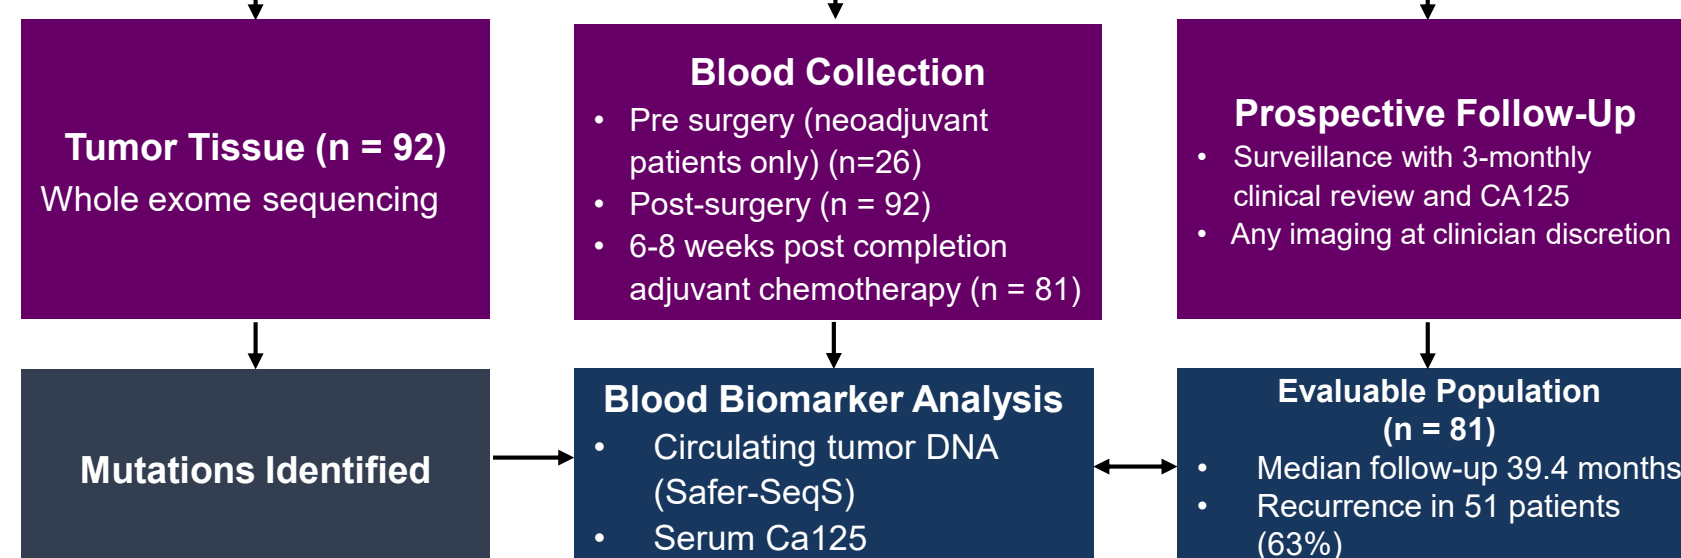 Tumor Tissue (n = 92)
Whole exome sequencing
Blood Collection
• Pre surgery (neoadjuvant
patients only) (n=26)
• Post-surgery (n = 92)
• 6-8 weeks post completion
adjuvant chemotherapy (n = 81)
Prospective Follow-Up
• Surveillance with 3-monthly
clinical review and CA125
• Any imaging at clinician discretion
Mutations Identified
Blood Biomarker Analysis
• Circulating tumor DNA
(Safer-SeqS)
• Serum Ca125
Evaluable Population
(n = 81)
• Median follow-up 39.4 months
• Recurrence in 51 patients
(63%)